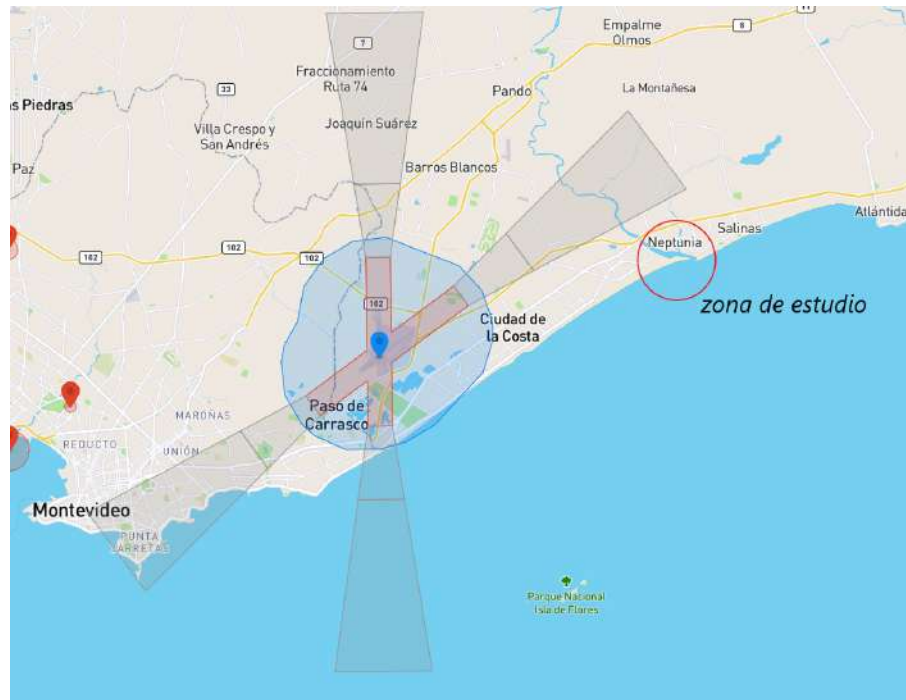 11
8
Empalme
Olmos
7
Fraccionamiento
Ruta 74
La Montañesa
33
Pando
as Piedras
Joaquín Suárez
Villa Crespo y
San Andrés
Paz
Barros Blancos
Atlántida
Salinas
Neptunia
102
102
102
zona de estudio
Ciudad de
la Costa
Paso de
Carrasco
MAROÑAS
REDUCTO
UNIÓN
Montevideo
PUNTA
CARRETAS
Parque Nacional
Isla de Flores